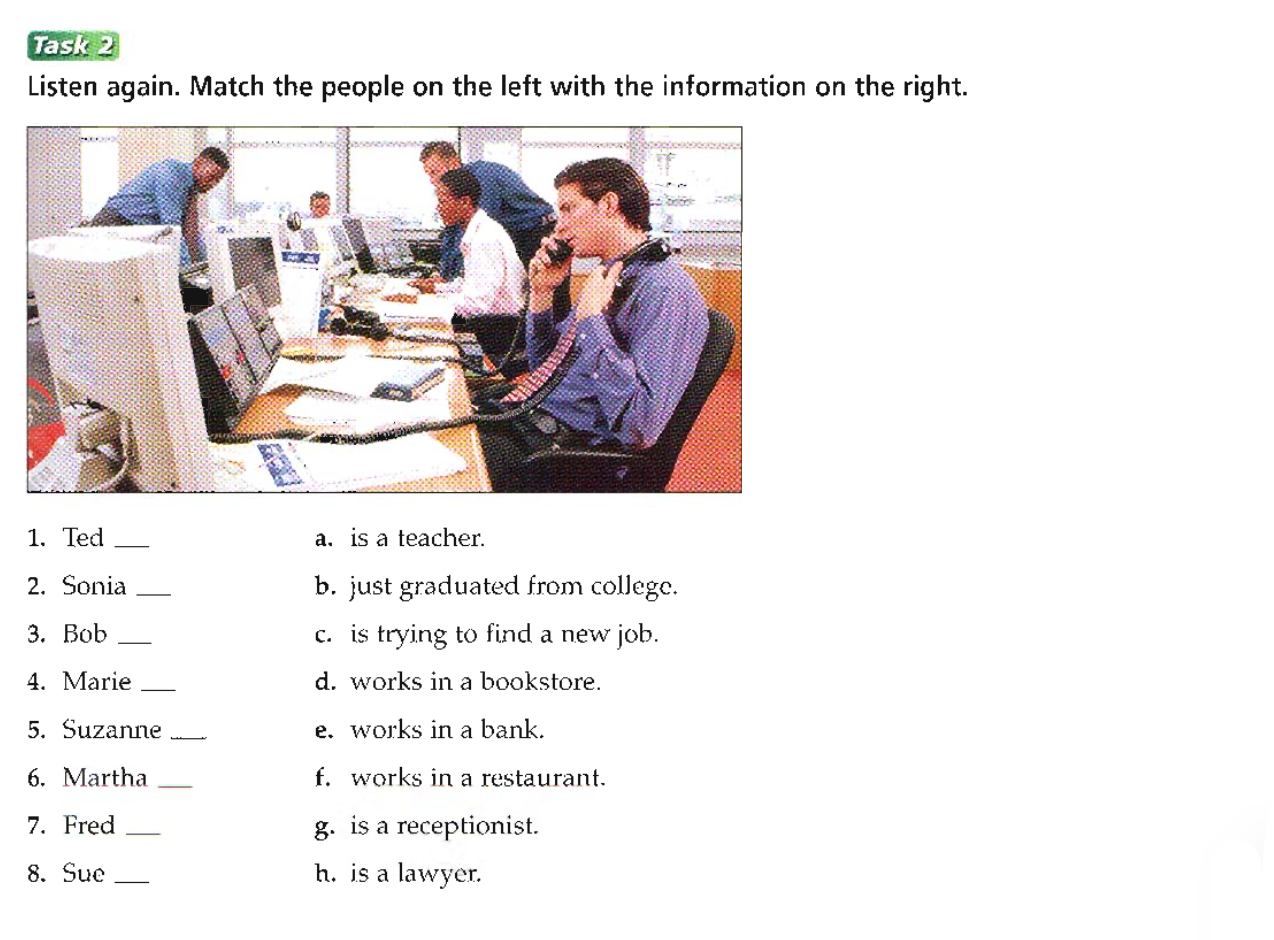 Task 2
Listen again. Match the people on the left with the information on the right.
1. Ted ___ a. is a teacher.
2. Sonia ___ b. just graduated from college.
3. Bob ___ c. is trying to find a new job.
4. Marie ___ d. works in a bookstore.
5. Suzanne ___ e. works in a bank.
6. Martha ___ f. works in a restaurant.
7. Fred ___ g. is a receptionist.
8. Sue ___ h. is a lawyer.